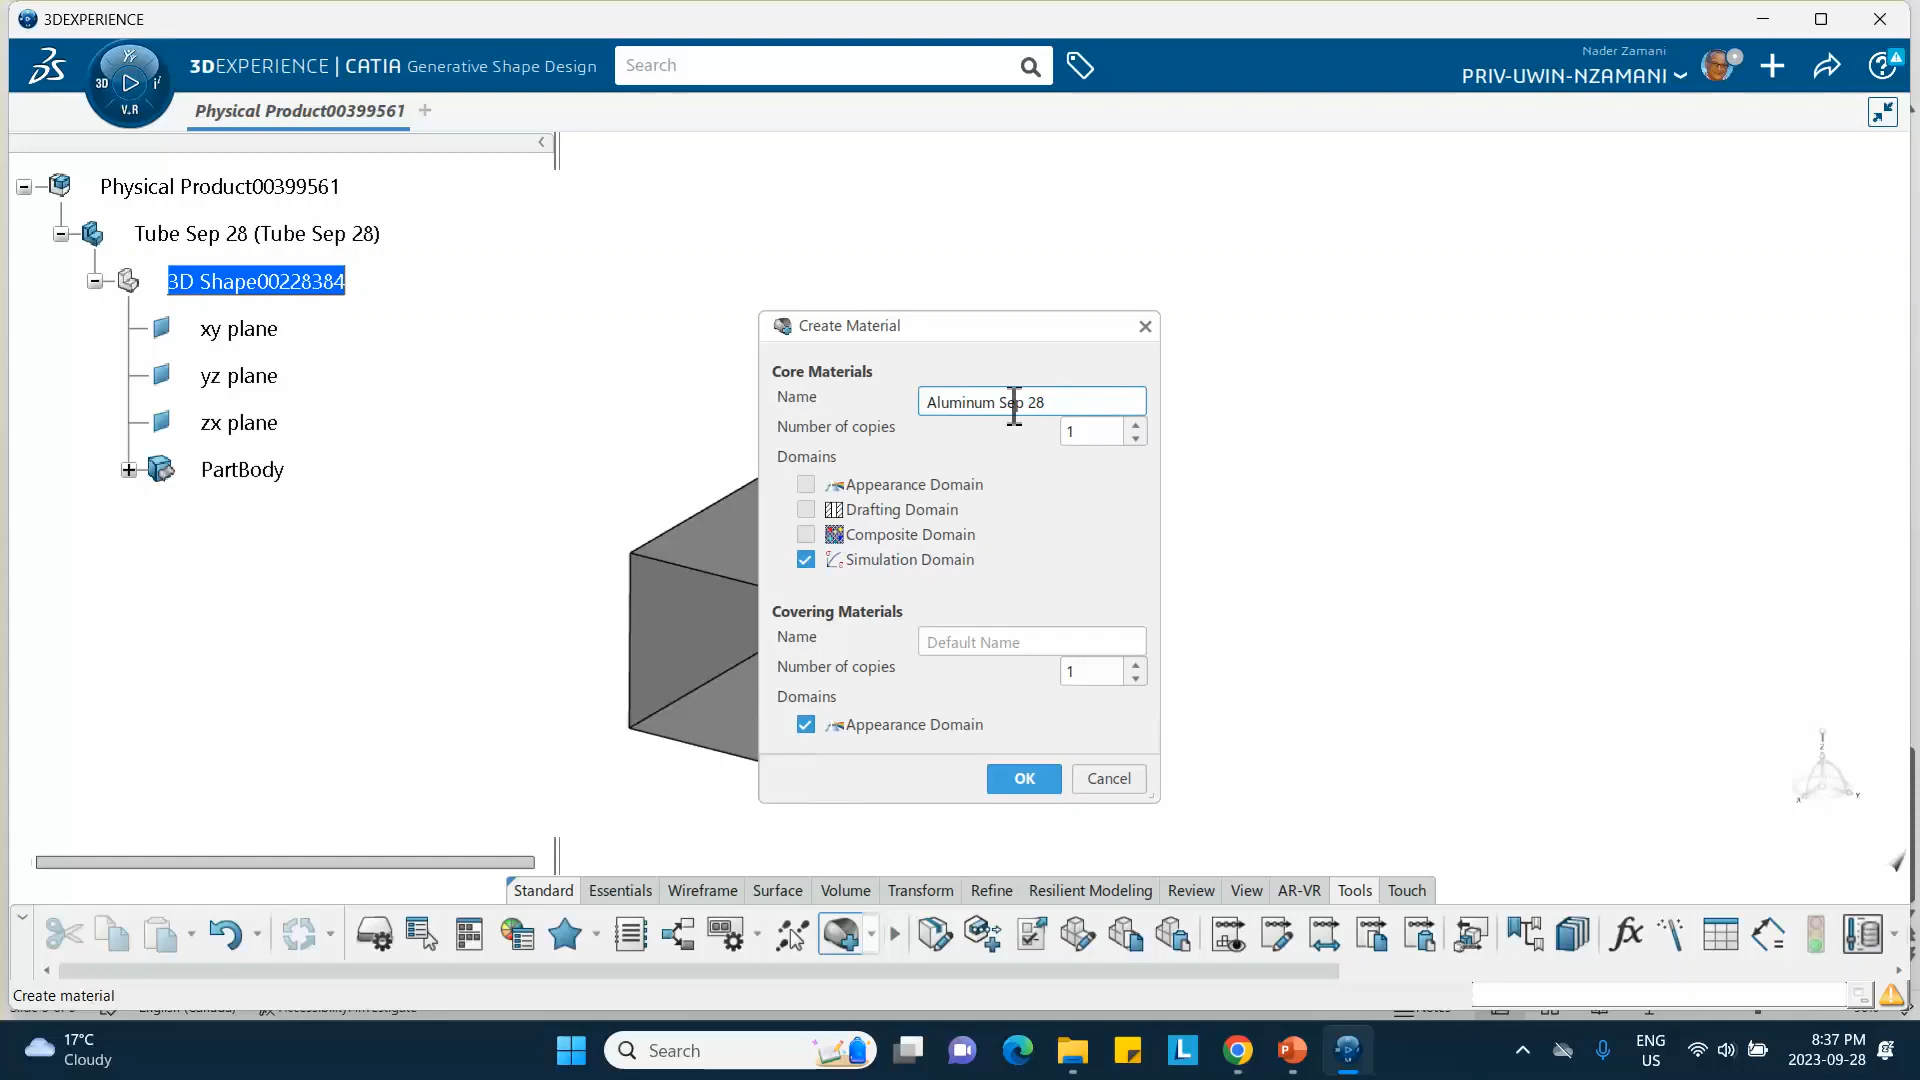 3DEXPERIENCE
3DEXPERIENCE | CATIA Generative Shape Design
Search
Nader Zamani
PRIV-UWIN-NZAMANI
3D
V.R
Physical Product00399561
Physical Product00399561
Tube Sep 28 (Tube Sep 28)
3D Shape00228384
xy plane
yz plane
zx plane
PartBody
Create Material
Core Materials
Name
Aluminum Sep 28
Number of copies
1
Domains
Appearance Domain
Drafting Domain
Composite Domain
Simulation Domain
Covering Materials
Name
Default Name
Number of copies
1
Domains
Appearance Domain
OK
Cancel
Z
X
Y
Standard
Essentials
Wireframe
Surface
Volume
Transform
Refine
Resilient Modeling
Review
View
AR-VR
Tools
Touch
Create material
17°C
Cloudy
Search
ENG
US
8:37 PM
2023-09-28